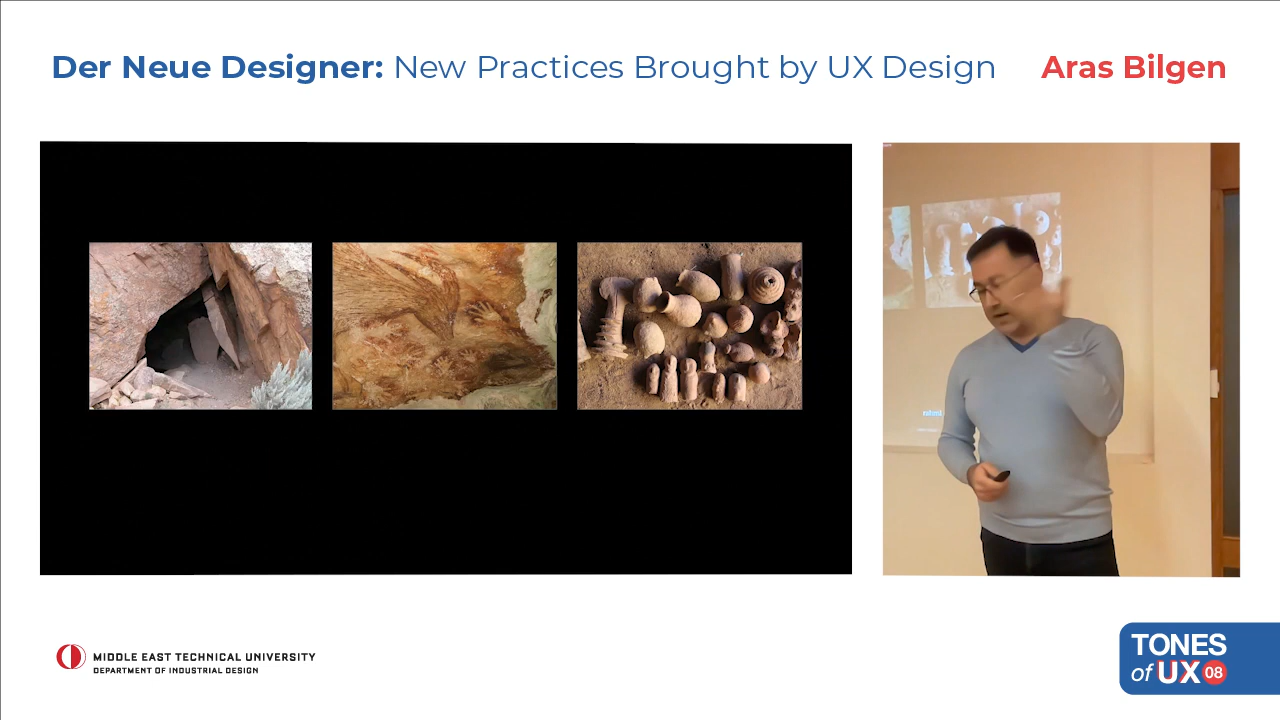 Der Neue Designer: New Practices Brought by UX Design
Aras Bilgen
MIDDLE EAST TECHNICAL UNIVERSITY
DEPARTMENT OF INDUSTRIAL DESIGN
TONES
of UX 08